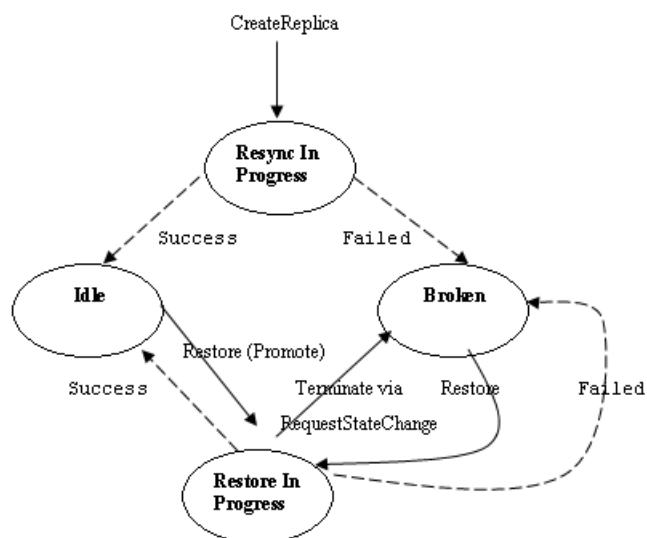 CreateReplica
Resync In
Progress
Success
Failed
Idle
Broken
Restore (Promote)
Success
Terminate via
Restore
Failed
RequestStateChange
Restore In
Progress